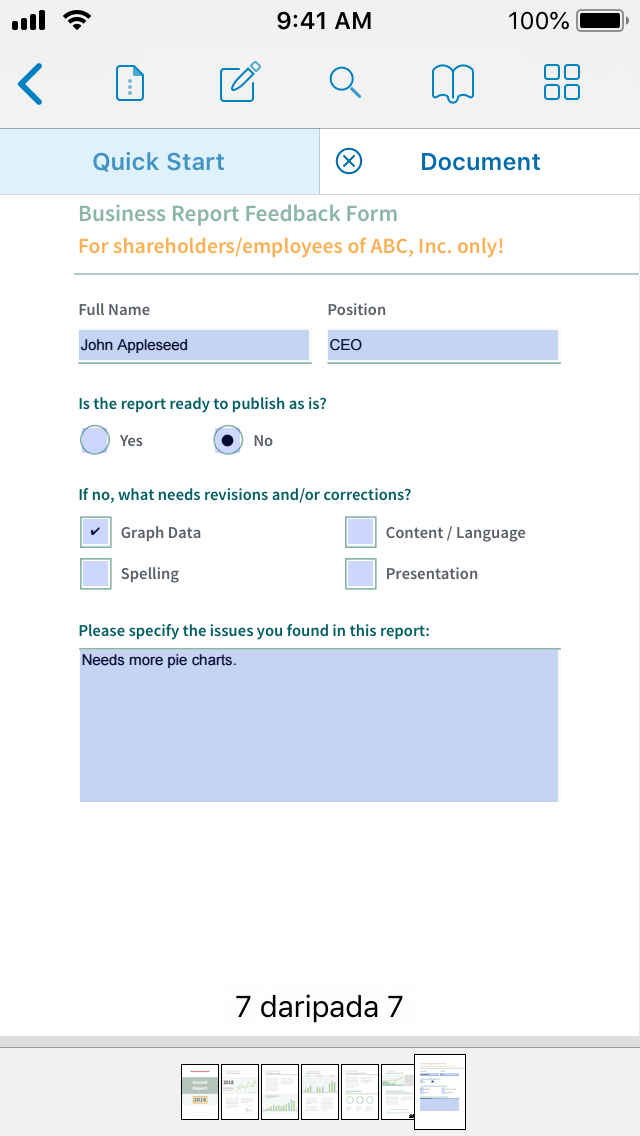 9:41 AM 100%
Quick Start Document
Business Report Feedback Form
For shareholders/employees of ABC, Inc. only!
Full Name Position
John Appleseed CEO
Is the report ready to publish as is?
Yes No
If no, what needs revisions and/or corrections?
Graph Data Content / Language
Spelling Presentation
Please specify the issues you found in this report:
Needs more pie charts.
7 daripada 7
Annual
Report
2018
2018